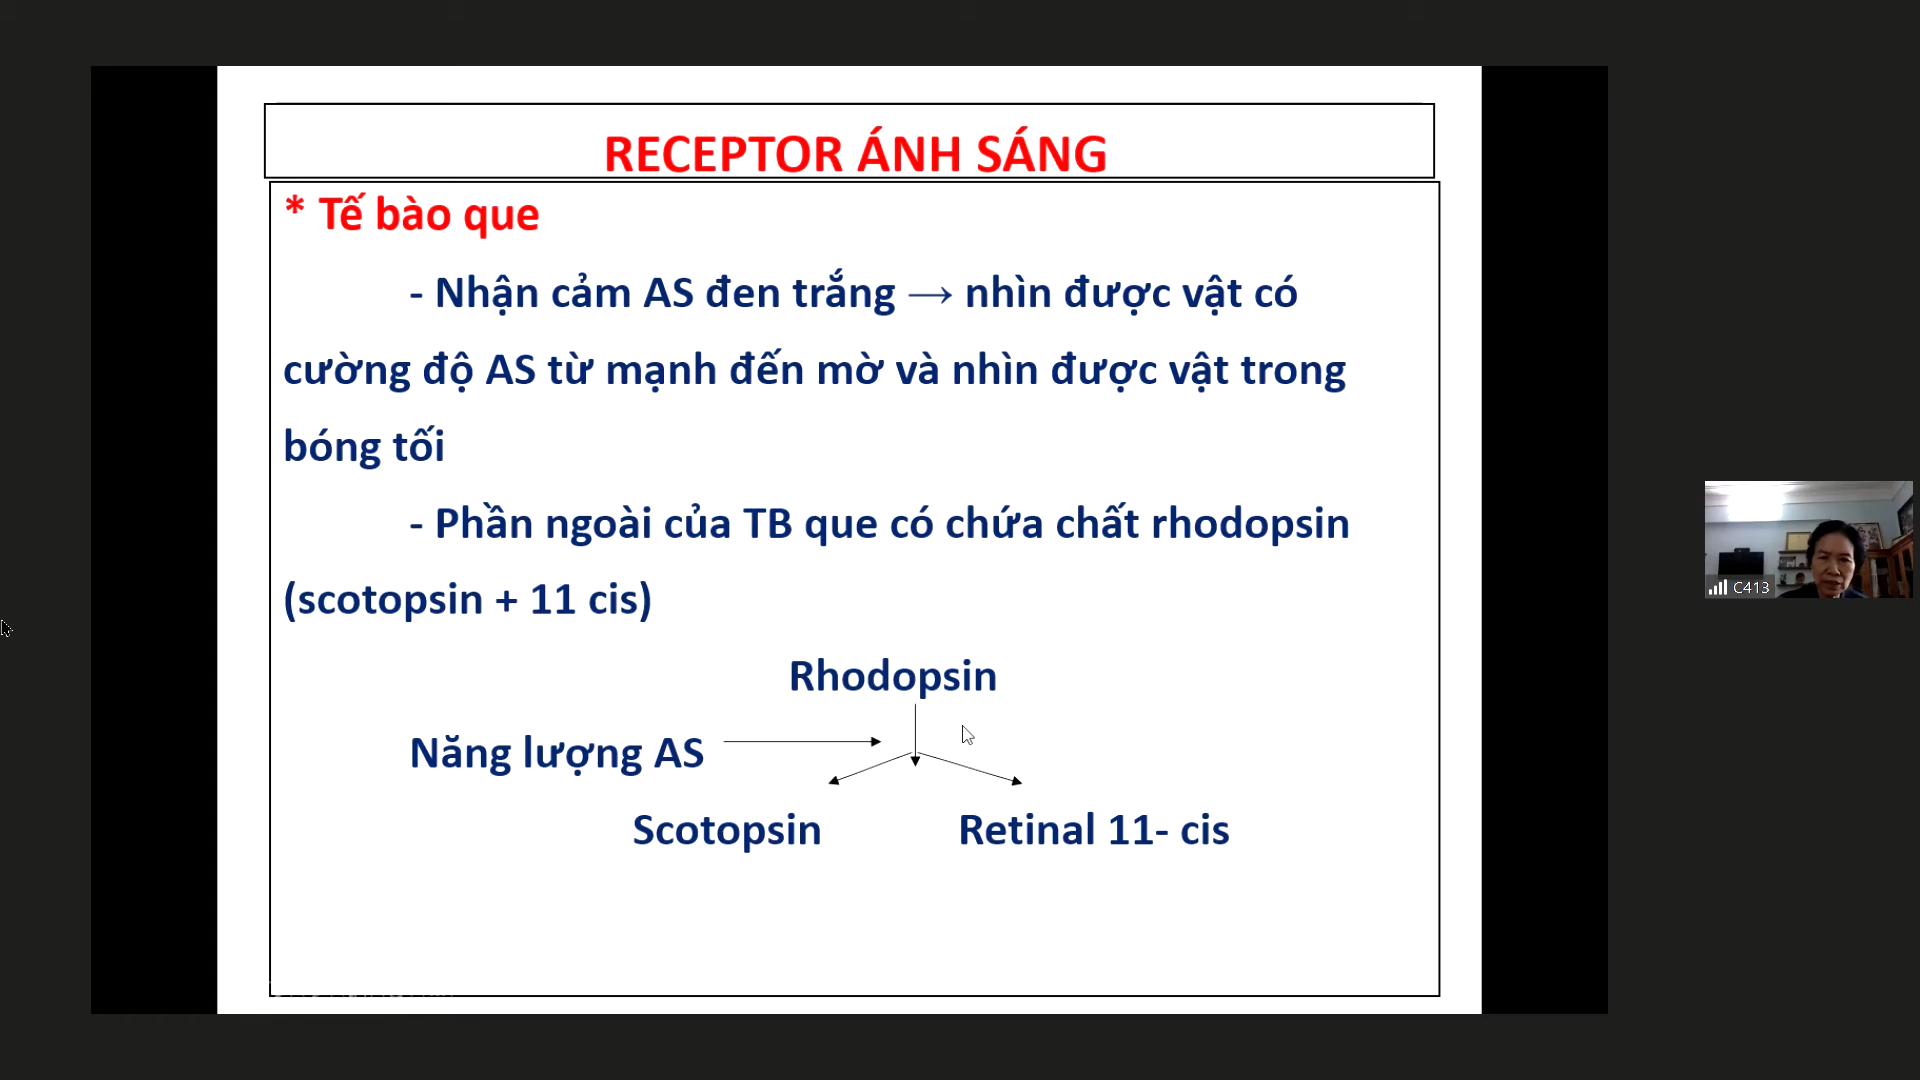 RECEPTOR ÁNH SÁNG
* Tế bào que
- Nhận cảm AS đen trắng → nhìn được vật có
cường độ AS từ mạnh đến mờ và nhìn được vật trong
bóng tối
- Phần ngoài của TB que có chứa chất rhodopsin
(scotopsin + 11 cis)
Rhodopsin
Năng lượng AS
Scotopsin Retinal 11- cis
C413